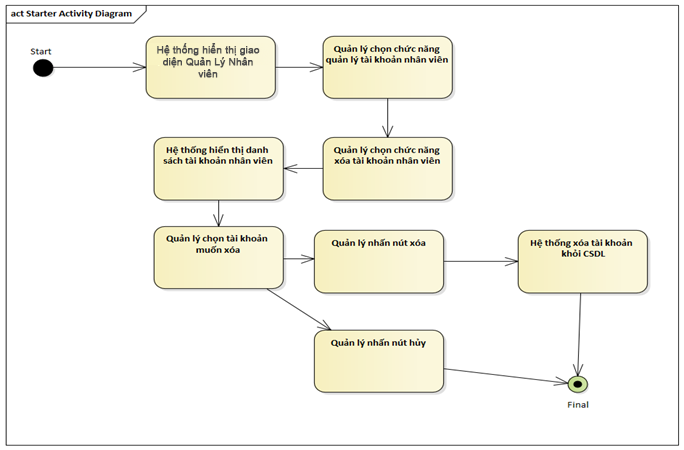 act Starter Activity Diagram
Start
Hệ thống hiển thị giao
diện Quản Lý Nhân
viên
Quản lý chọn chức năng
quản lý tài khoản nhân viên
Hệ thống hiển thị danh
sách tài khoản nhân viên
Quản lý chọn chức năng
xóa tài khoản nhân viên
Quản lý chọn tài khoản
muốn xóa
Quản lý nhấn nút xóa
Hệ thống xóa tài khoản
khỏi CSDL
Quản lý nhấn nút hủy
Final